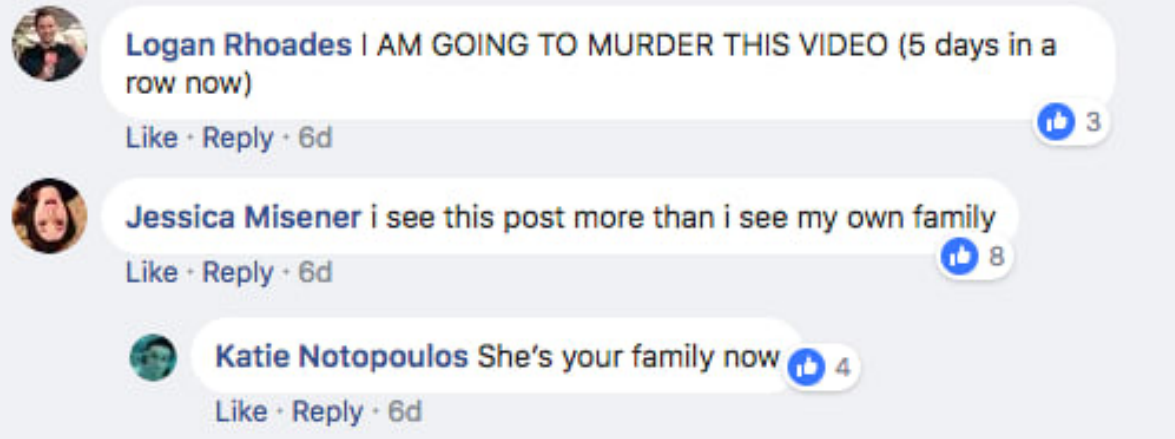 Logan Rhoades I AM GOING TO MURDER THIS VIDEO (5 days in a
row now)
3
Like · Reply · 6d
Jessica Misener i see this post more than i see my own family
8
Like · Reply · 6d
Katie Notopoulos She's your family now
4
Like · Reply · 6d